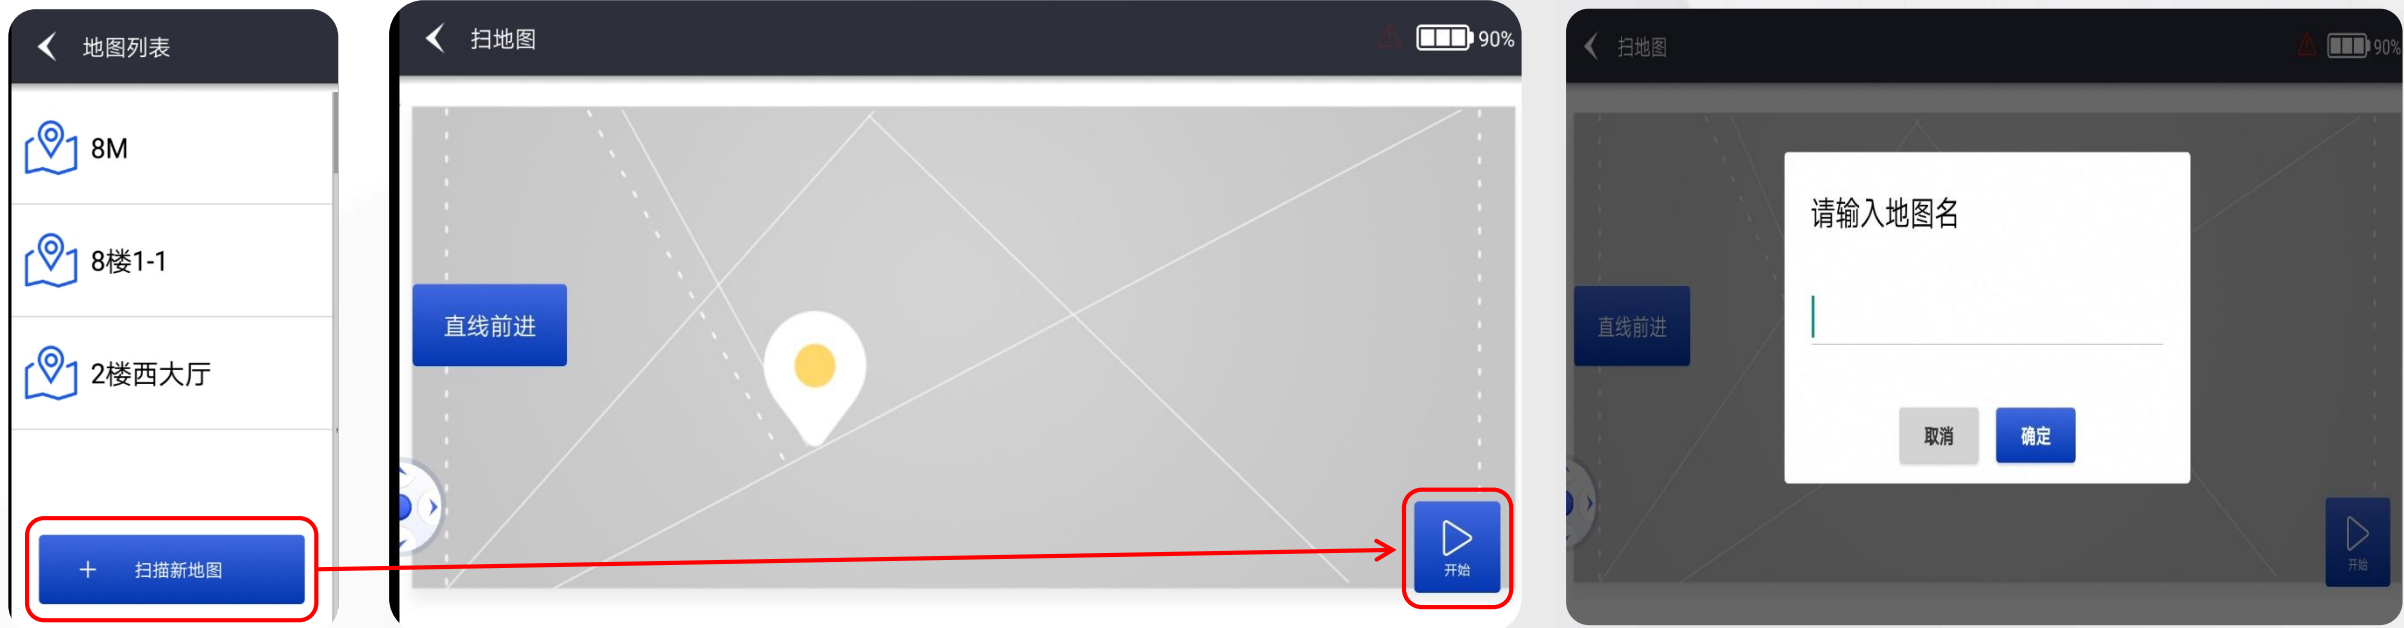 地图列表
8M
8楼1-1
2楼西大厅
+ 扫描新地图
扫地图
90%
直线前进
开始
扫地图
90%
请输入地图名
直线前进
取消
确定
开始